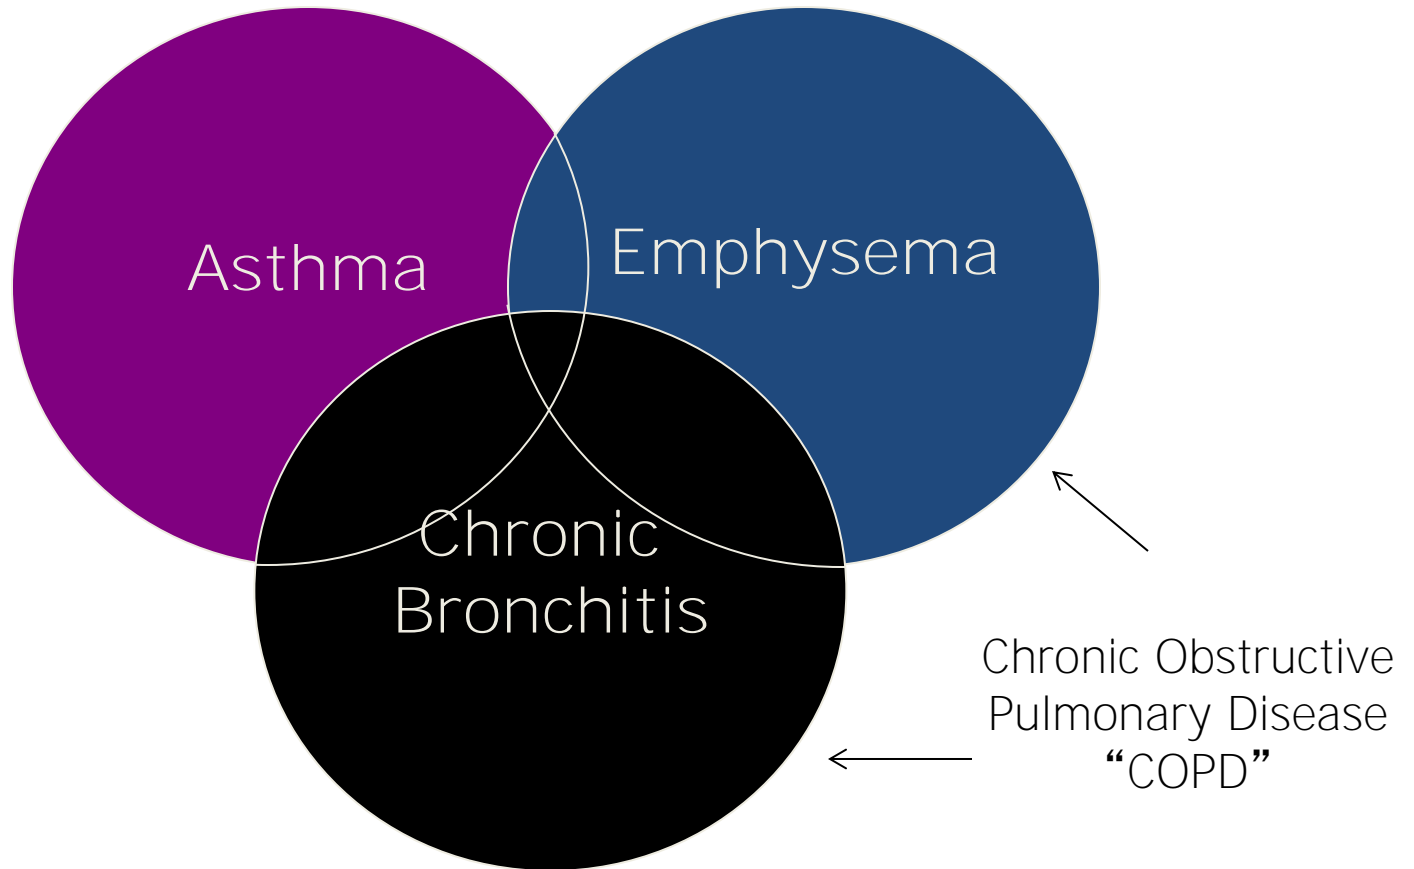 Asthma
Emphysema
Chronic
Bronchitis
Chronic Obstructive
Pulmonary Disease
“COPD”